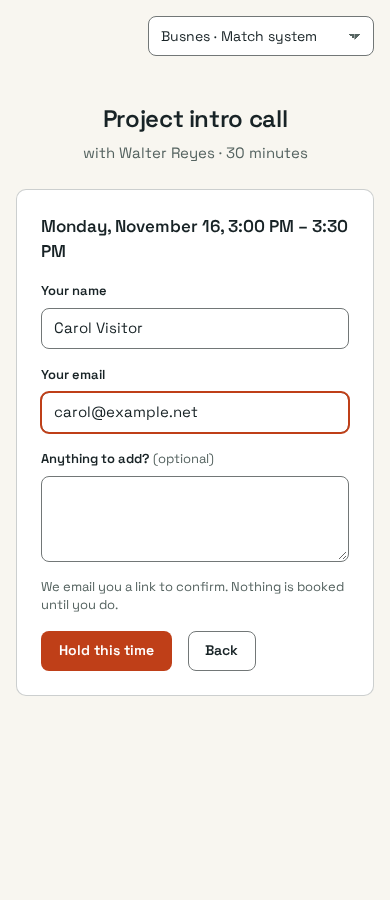 Busnes · Match system
Project intro call
with Walter Reyes · 30 minutes
Monday, November 16, 3:00 PM – 3:30
PM
Your name
Carol Visitor
Your email
carol@example.net
Anything to add? (optional)
We email you a link to confirm. Nothing is booked
until you do.
Hold this time
Back